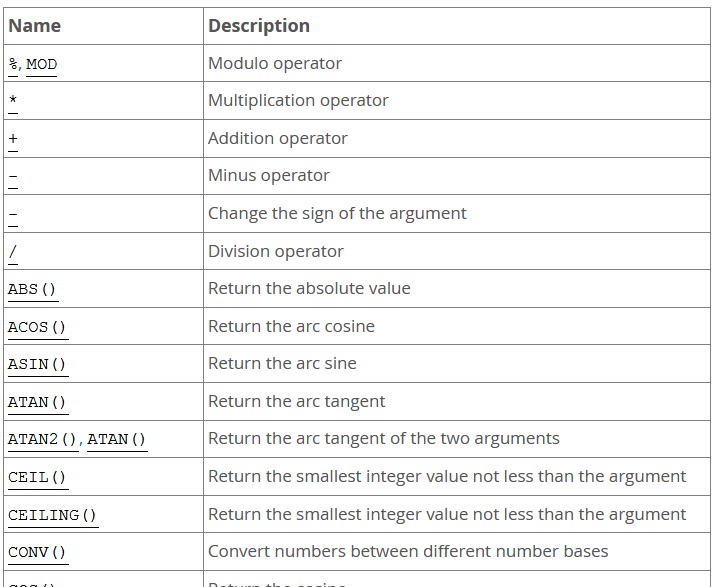 Name Description
%, MOD Modulo operator
* Multiplication operator
+ Addition operator
- Minus operator
- Change the sign of the argument
/ Division operator
ABS() Return the absolute value
ACOS() Return the arc cosine
ASIN() Return the arc sine
ATAN() Return the arc tangent
ATAN2(), ATAN() Return the arc tangent of the two arguments
CEIL() Return the smallest integer value not less than the argument
CEILING() Return the smallest integer value not less than the argument
CONV() Convert numbers between different number bases
COS() Return the cosine